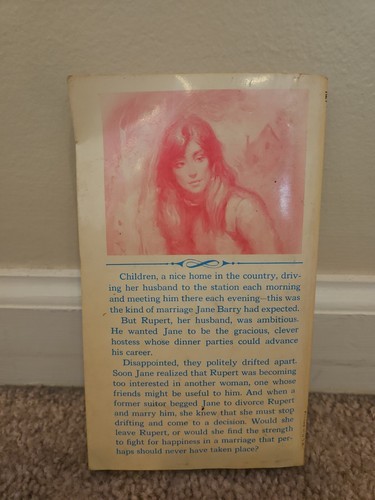 Children, a nice home in the country, driv-
ing her husband to the station each morning
and meeting him there each evening—this was
the kind of marriage Jane Barry had expected.
But Rupert, her husband, was ambitious.
He wanted Jane to be the gracious, clever
hostess whose dinner parties could advance
his career.
Disappointed, they politely drifted apart.
Soon Jane realized that Rupert was becoming
too interested in another woman, one whose
friends might be useful to him. And when a
former suitor begged Jane to divorce Rupert
and marry him, she knew that she must stop
drifting and come to a decision. Would she
leave Rupert, or would she find the strength
to fight for happiness in a marriage that per-
haps should never have taken place?